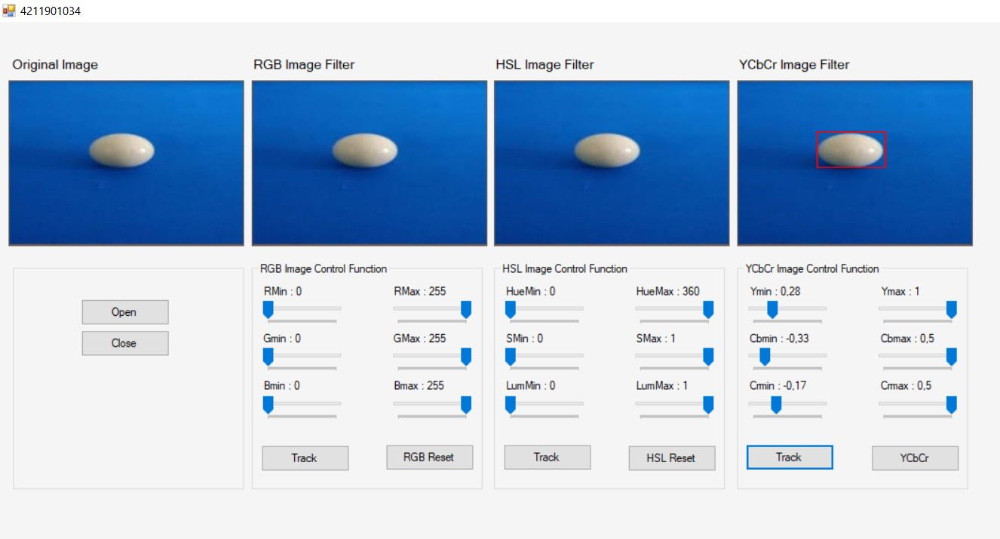 4211901034
Original Image
RGB Image Filter
HSL Image Filter
YCbCr Image Filter
Open
Close
RGB Image Control Function
RMin : 0
RMax : 255
Gmin : 0
GMax : 255
Bmin : 0
Bmax : 255
Track
RGB Reset
HSL Image Control Function
HueMin : 0
HueMax : 360
SMin : 0
SMax : 1
LumMin : 0
LumMax : 1
Track
HSL Reset
YCbCr Image Control Function
Ymin : 0,28
Ymax : 1
Cbmin : -0,33
Cbmax : 0,5
Crmin : -0,17
Crmax : 0,5
Track
YCbCr